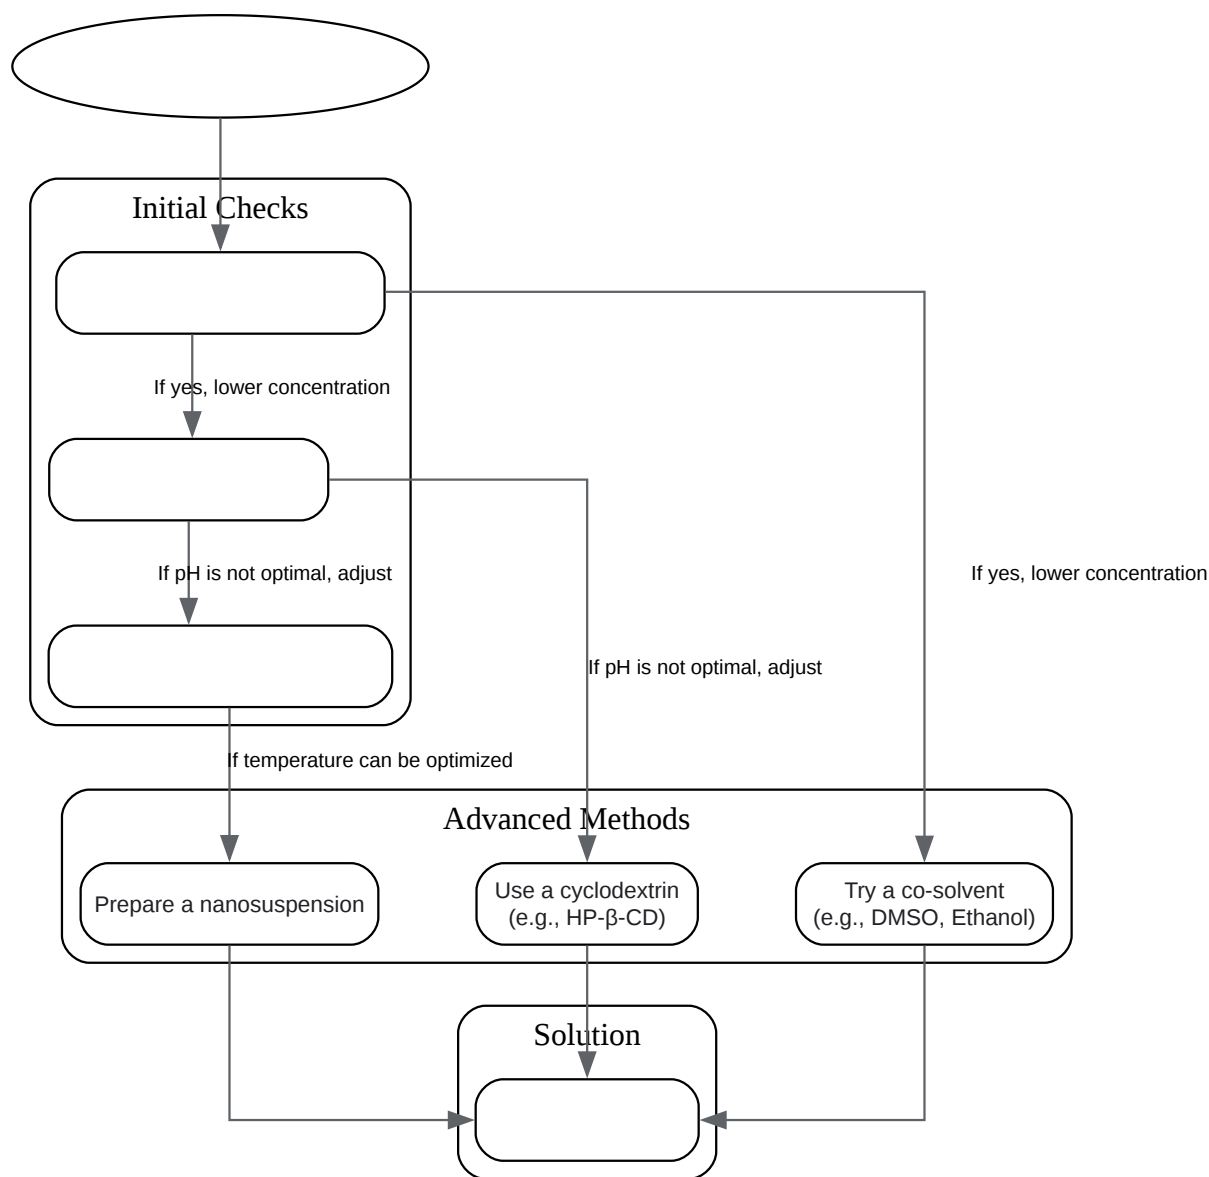 Initial Checks
If yes, lower concentration
If pH is not optimal, adjust
If yes, lower concentration
If pH is not optimal, adjust
If temperature can be optimized
Advanced Methods
Prepare a nanosuspension
Use a cyclodextrin
(e.g., HP-β-CD)
Try a co-solvent
(e.g., DMSO, Ethanol)
Solution